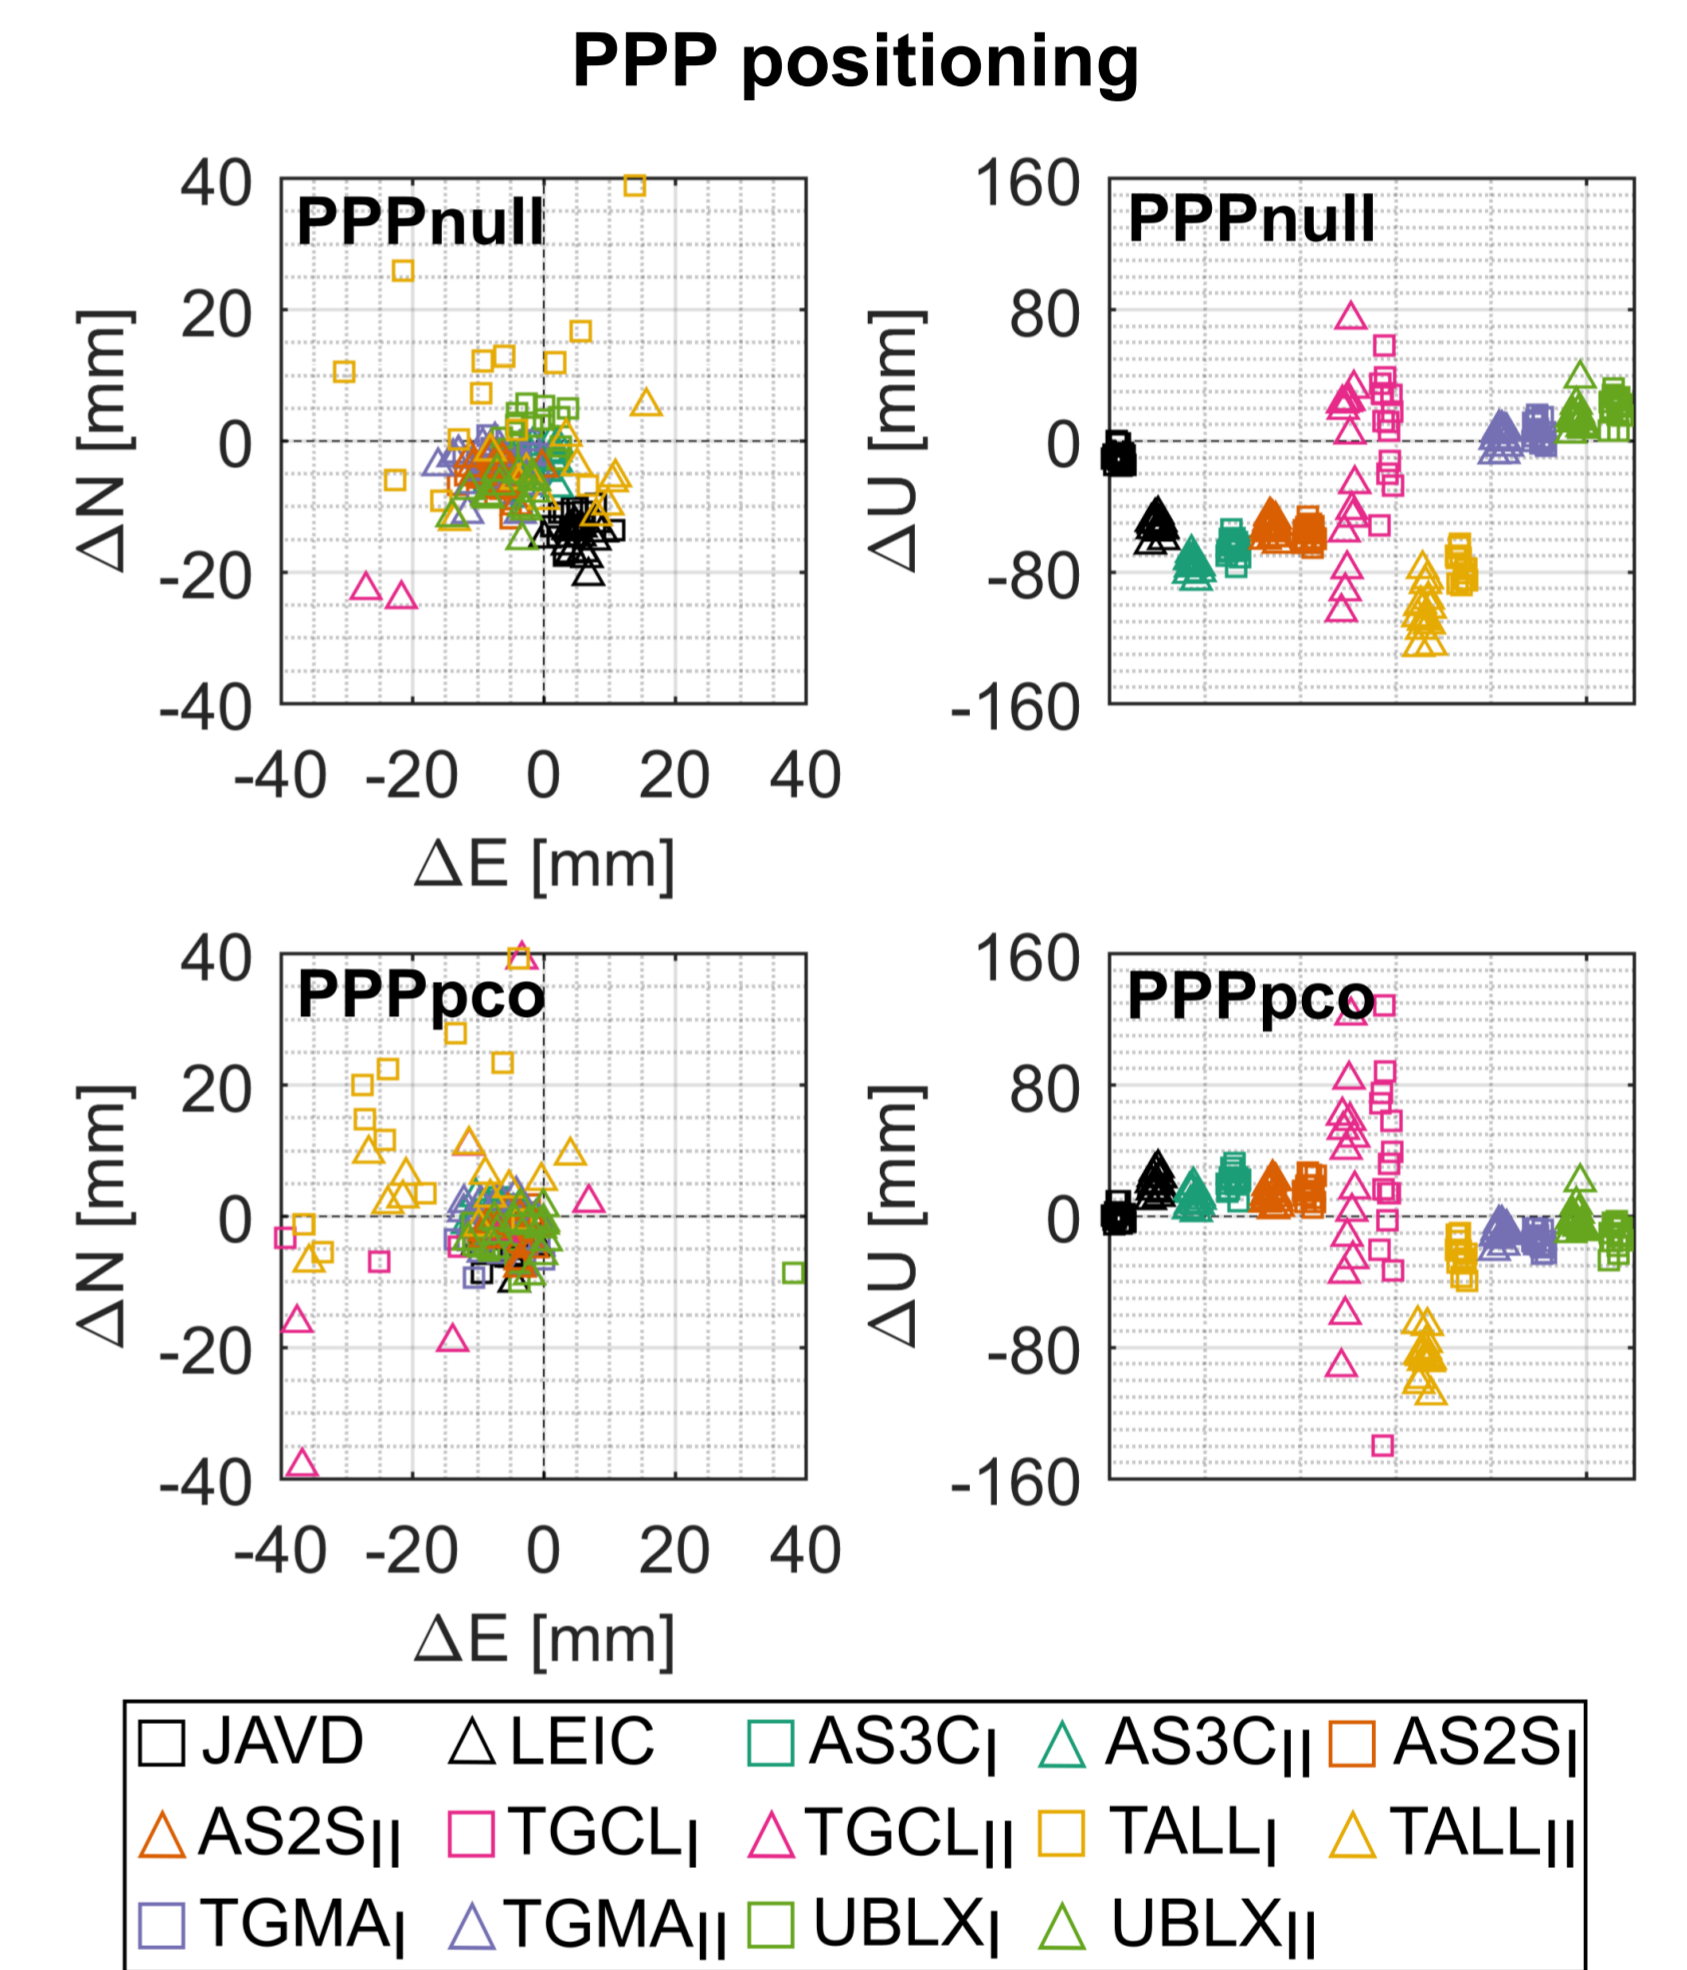 PPP positioning
PPPnull
40
20
0
-20
-40
ΔN [mm]
-40 -20 0 20 40
ΔE [mm]
PPPnull
160
80
0
-80
-160
ΔU [mm]
PPPpco
40
20
0
-20
-40
ΔN [mm]
-40 -20 0 20 40
ΔE [mm]
PPPpco
160
80
0
-80
-160
ΔU [mm]
JAVD LEIC AS3CI AS3CII AS2SI
AS2SII TGCLI TGCLII TALLI TALLII
TGMAI TGMAII UBLXI UBLXII